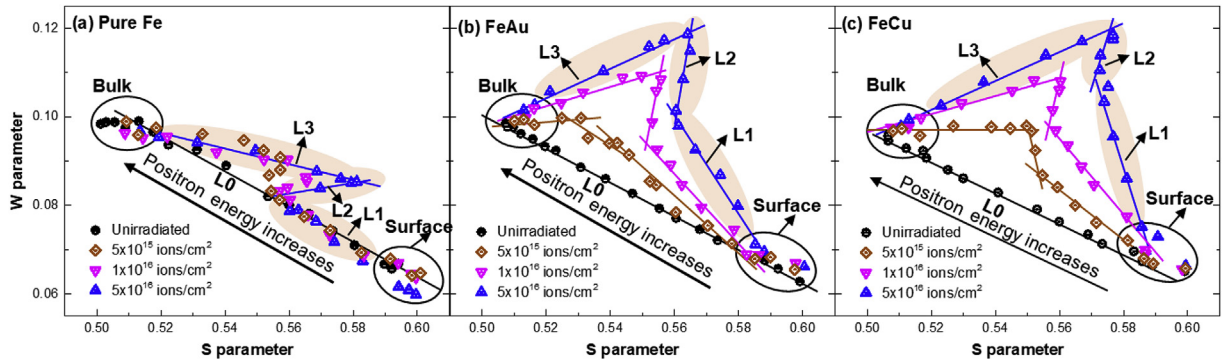 (a) Pure Fe
(b) FeAu
(c) FeCu
W parameter
0.12
0.10
0.08
0.06
Bulk
L3
L0
L2
L1
Surface
Positron energy increases
Unirradiated
5x10¹⁵ ions/cm²
1x10¹⁶ ions/cm²
5x10¹⁶ ions/cm²
0.50 0.52 0.54 0.56 0.58 0.60
S parameter
Bulk
L3
L2
L1
L0
Surface
Positron energy increases
Unirradiated
5x10¹⁵ ions/cm²
1x10¹⁶ ions/cm²
5x10¹⁶ ions/cm²
0.50 0.52 0.54 0.56 0.58 0.60
S parameter
Bulk
L3
L2
L1
L0
Surface
Positron energy increases
Unirradiated
5x10¹⁵ ions/cm²
1x10¹⁶ ions/cm²
5x10¹⁶ ions/cm²
0.50 0.52 0.54 0.56 0.58 0.60
S parameter